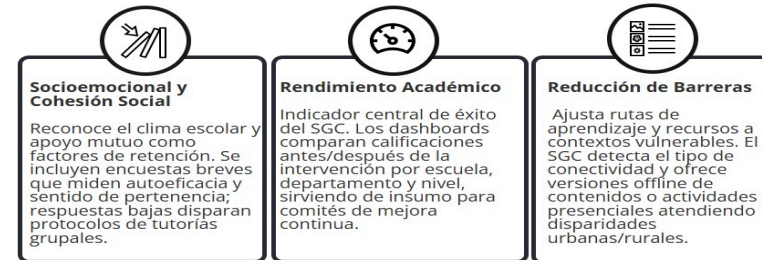 Socioemocional y
Cohesión Social
Reconoce el clima escolar y
apoyo mutuo como
factores de retención. Se
incluyen encuestas breves
que miden autoeficacia y
sentido de pertenencia;
respuestas bajas disparan
protocolos de tutorías
grupales.
Rendimiento Académico
Indicador central de éxito
del SGC. Los dashboards
comparan calificaciones
antes/después de la
intervención por escuela,
departamento y nivel,
sirviendo de insumo para
comités de mejora
continua.
Reducción de Barreras
Ajusta rutas de
aprendizaje y recursos a
contextos vulnerables. El
SGC detecta el tipo de
conectividad y ofrece
versiones offline de
contenidos o actividades
presenciales atendiendo
disparidades
urbanas/rurales.